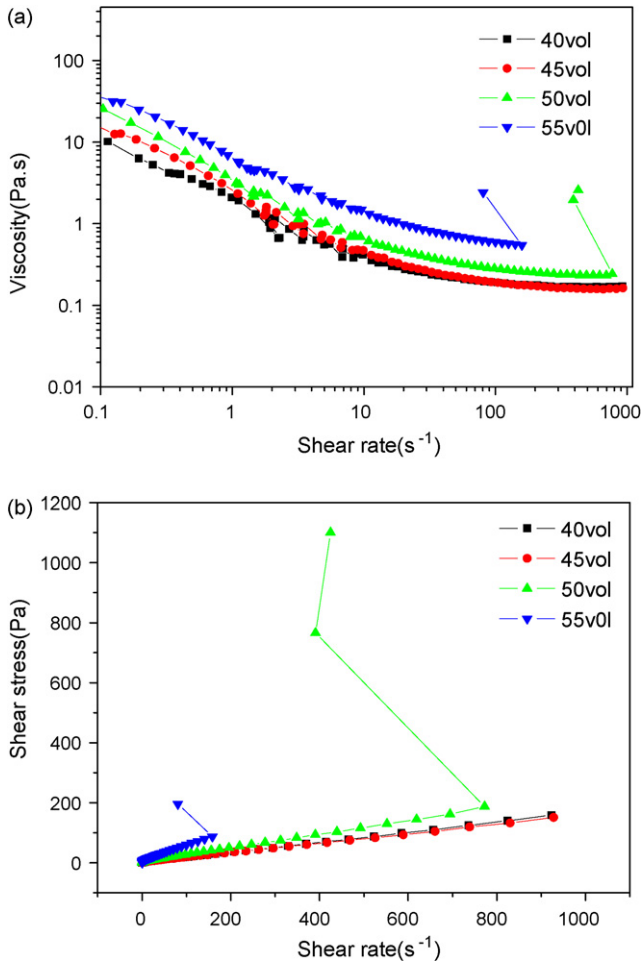 (a)
40vol
45vol
50vol
55v0l
100
10
1
0.1
0.01
Viscosity(Pa.s)
0.1 1 10 100 1000
Shear rate(s⁻¹)
(b)
40vol
45vol
50vol
55v0l
1200
1000
800
600
400
200
0
Shear stress(Pa)
0 200 400 600 800 1000
Shear rate(s⁻¹)